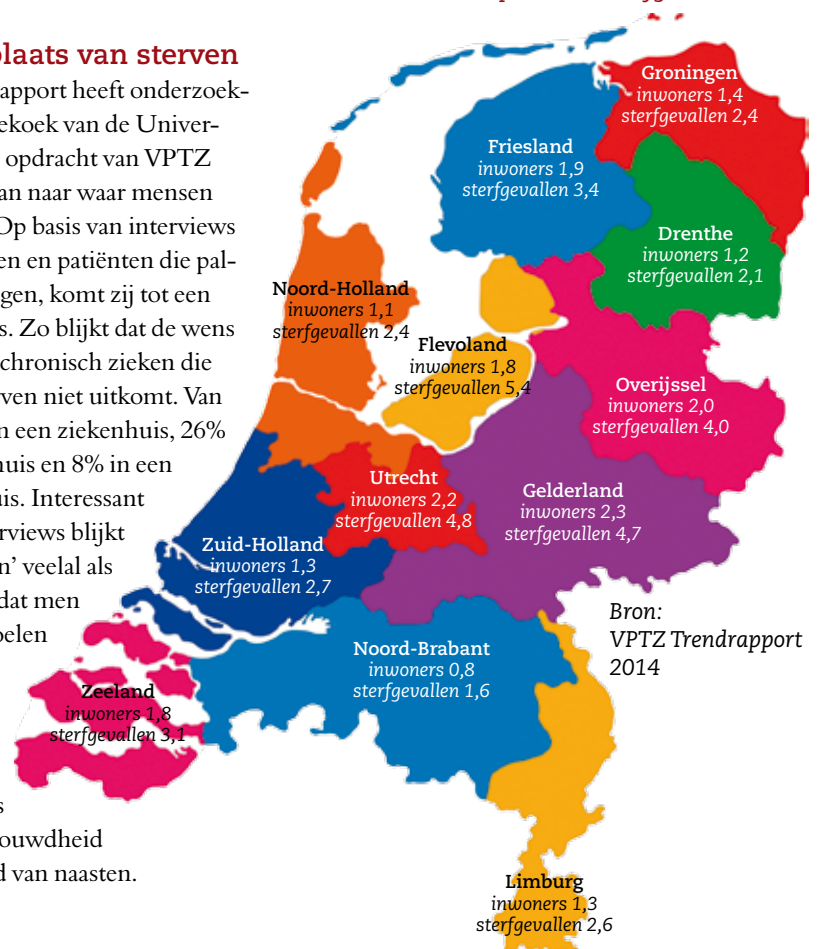 plaats van sterven
apport heeft onderzoek-
ekoek van de Univer-
opdracht van VPTZ
an naar waar mensen
Op basis van interviews
en en patiënten die pal-
gen, komt zij tot een
s. Zo blijkt dat de wens
chronisch zieken die
rven niet uitkomt. Van
n een ziekenhuis, 26%
huis en 8% in een
uis. Interessant
rviews blijkt
n’ veelal als
dat men
oelen
s
ouwdheid
d van naasten.
Groningen
inwoners 1,4
sterfgevallen 2,4
Friesland
inwoners 1,9
sterfgevallen 3,4
Drenthe
inwoners 1,2
sterfgevallen 2,1
Noord-Holland
inwoners 1,1
sterfgevallen 2,4
Flevoland
inwoners 1,8
sterfgevallen 5,4
Overijssel
inwoners 2,0
sterfgevallen 4,0
Utrecht
inwoners 2,2
sterfgevallen 4,8
Gelderland
inwoners 2,3
sterfgevallen 4,7
Zuid-Holland
inwoners 1,3
sterfgevallen 2,7
Noord-Brabant
inwoners 0,8
sterfgevallen 1,6
Zeeland
inwoners 1,8
sterfgevallen 3,1
Limburg
inwoners 1,3
sterfgevallen 2,6
Bron:
VPTZ Trendrapport
2014